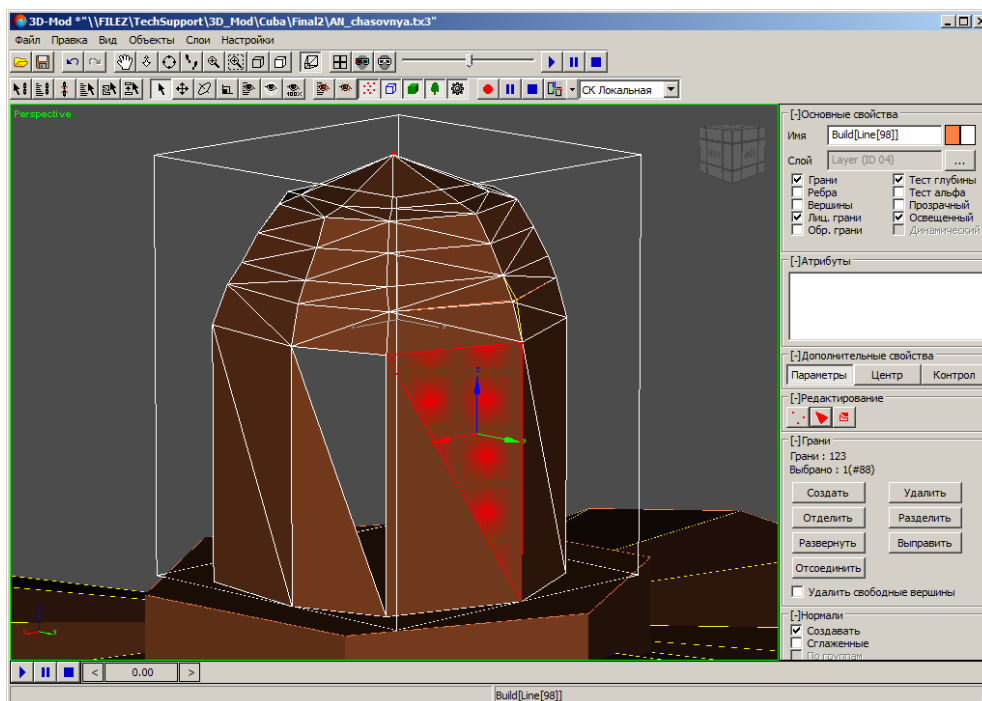 3D-Mod *"\\FILEZ\TechSupport\3D_Mod\Cuba\Final2\AN_chasovnya.tx3"
Файл Правка Вид Объекты Слои Настройки
100%
СК Локальная
Perspective
[-]Основные свойства
Имя Build[Line[98]]
Слой Layer (ID 04) ...
Грани Тест глубины
Ребра Тест альфа
Вершины Прозрачный
Лиц. грани Освещенный
Обр. грани Динамический
[-]Атрибуты
[-]Дополнительные свойства
Параметры Центр Контрол
[-]Редактирование
[-]Грани
Грани : 123
Выбрано : 1(#88)
Создать Удалить
Отделить Разделить
Развернуть Выправить
Отсоединить
Удалить свободные вершины
[-]Нормали
Создавать
Сглаженные
По группам
z
y
< 0.00 >
Build[Line[98]]